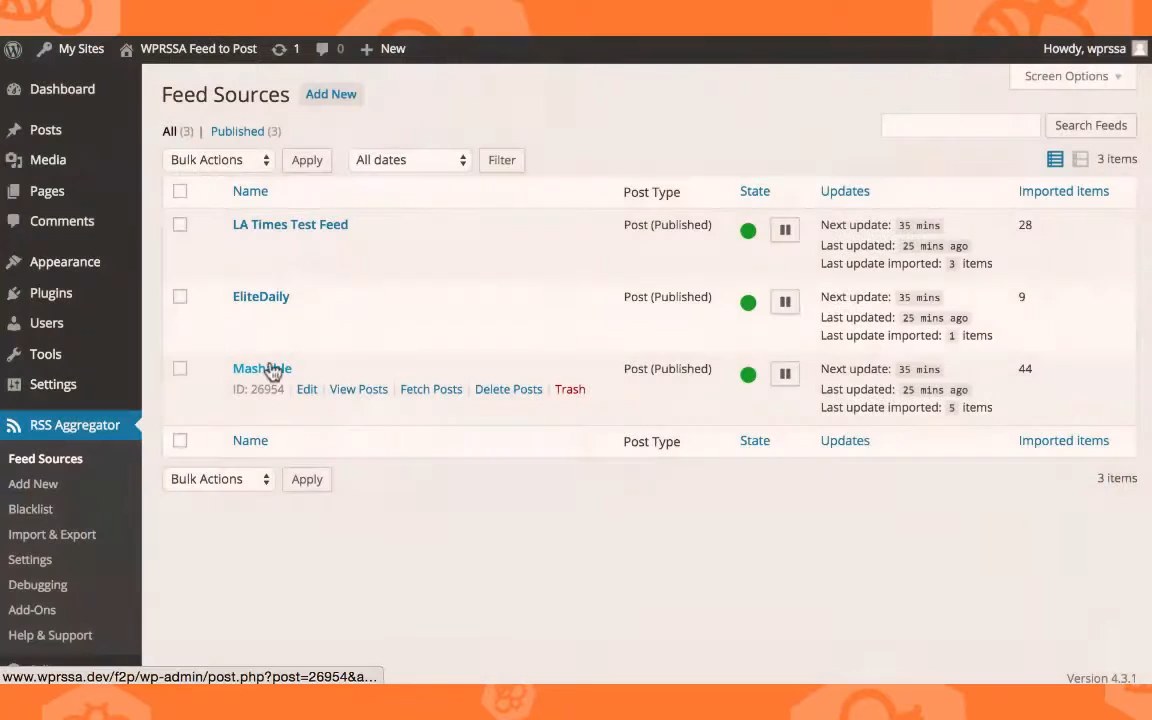 My Sites WPRSSA Feed to Post 1 0 New Howdy, wprssa
Screen Options
Dashboard
Posts
Media
Pages
Comments
Appearance
Plugins
Users
Tools
Settings
RSS Aggregator
Feed Sources
Add New
Blacklist
Import & Export
Settings
Debugging
Add-Ons
Help & Support
Feed Sources Add New
All (3) | Published (3)
Search Feeds
Bulk Actions Apply All dates Filter 3 items
Name Post Type State Updates Imported items
LA Times Test Feed Post (Published) Next update: 35 mins 28
Last updated: 25 mins ago
Last update imported: 3 items
EliteDaily Post (Published) Next update: 35 mins 9
Last updated: 25 mins ago
Last update imported: 1 items
Mashable Post (Published) Next update: 35 mins 44
ID: 26954 Edit | View Posts | Fetch Posts | Delete Posts | Trash Last updated: 25 mins ago
Last update imported: 5 items
Name Post Type State Updates Imported items
Bulk Actions Apply 3 items
www.wprssa.dev/f2p/wp-admin/post.php?post=26954&a...
Version 4.3.1